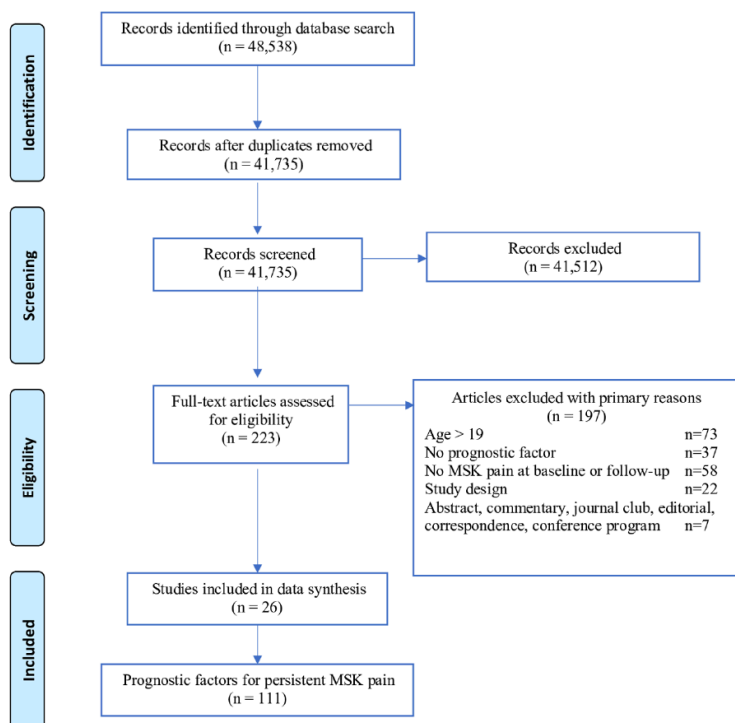 Identification
Records identified through database search
(n = 48,538)
Records after duplicates removed
(n = 41,735)
Screening
Records screened
(n = 41,735)
Records excluded
(n = 41,512)
Eligibility
Full-text articles assessed
for eligibility
(n = 223)
Articles excluded with primary reasons
(n = 197)
Age > 19 n=73
No prognostic factor n=37
No MSK pain at baseline or follow-up n=58
Study design n=22
Abstract, commentary, journal club, editorial,
correspondence, conference program n=7
Included
Studies included in data synthesis
(n = 26)
Prognostic factors for persistent MSK pain
(n = 111)